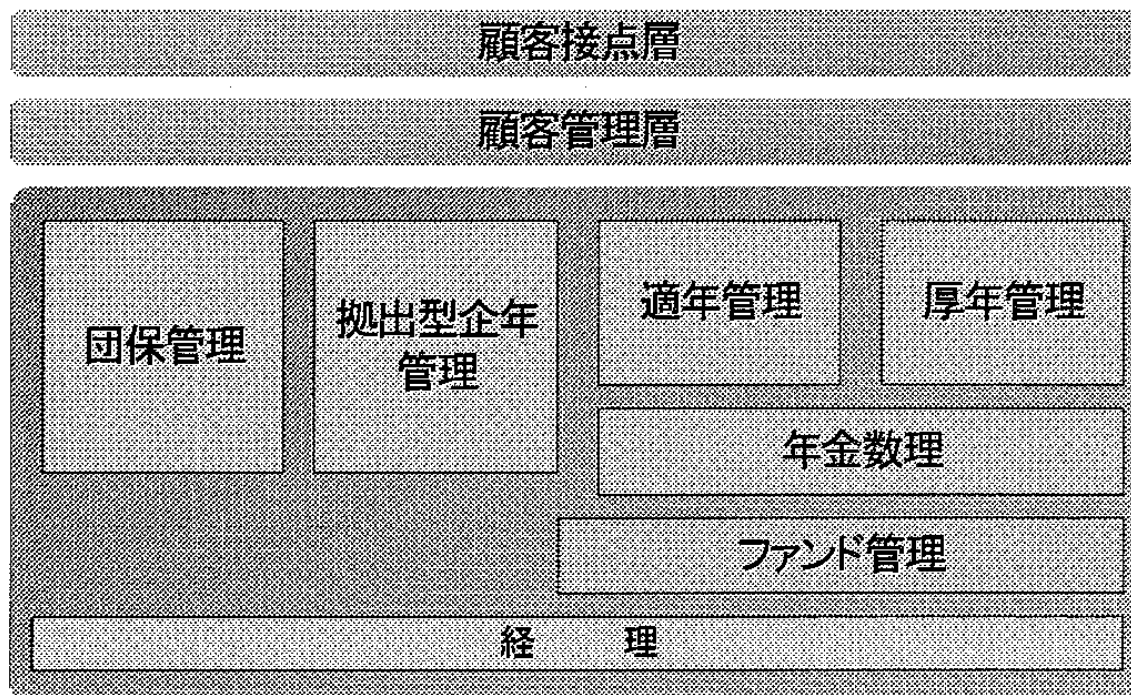 顧客接点層
顧客管理層
団保管理
拠出型企年
管理
適年管理
厚年管理
年金数理
ファンド管理
経　　理